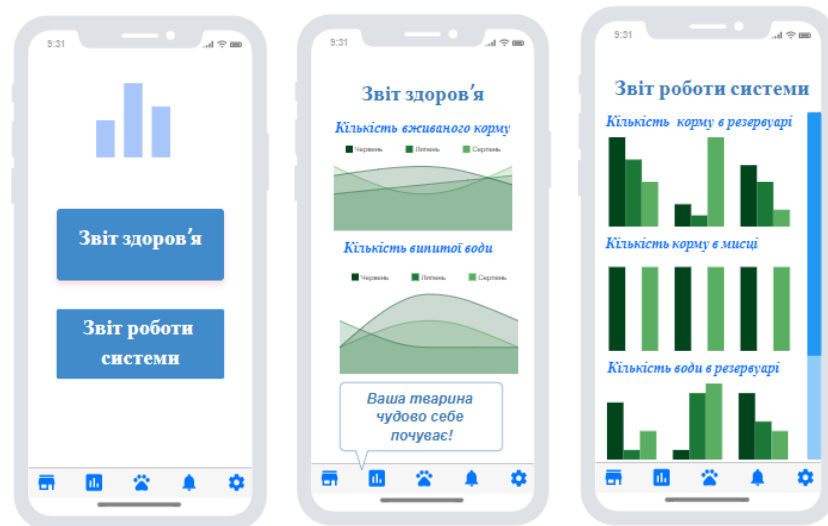 9:31
Звіт здоров'я
Звіт роботи
системи
9:31
Звіт здоров'я
Кількість вживаного корму
Червень Липень Серпень
Кількість випитої води
Червень Липень Серпень
Ваша тварина
чудово себе
почуває!
9:31
Звіт роботи системи
Кількість корму в резервуарі
Кількість корму в мисці
Кількість води в резервуарі